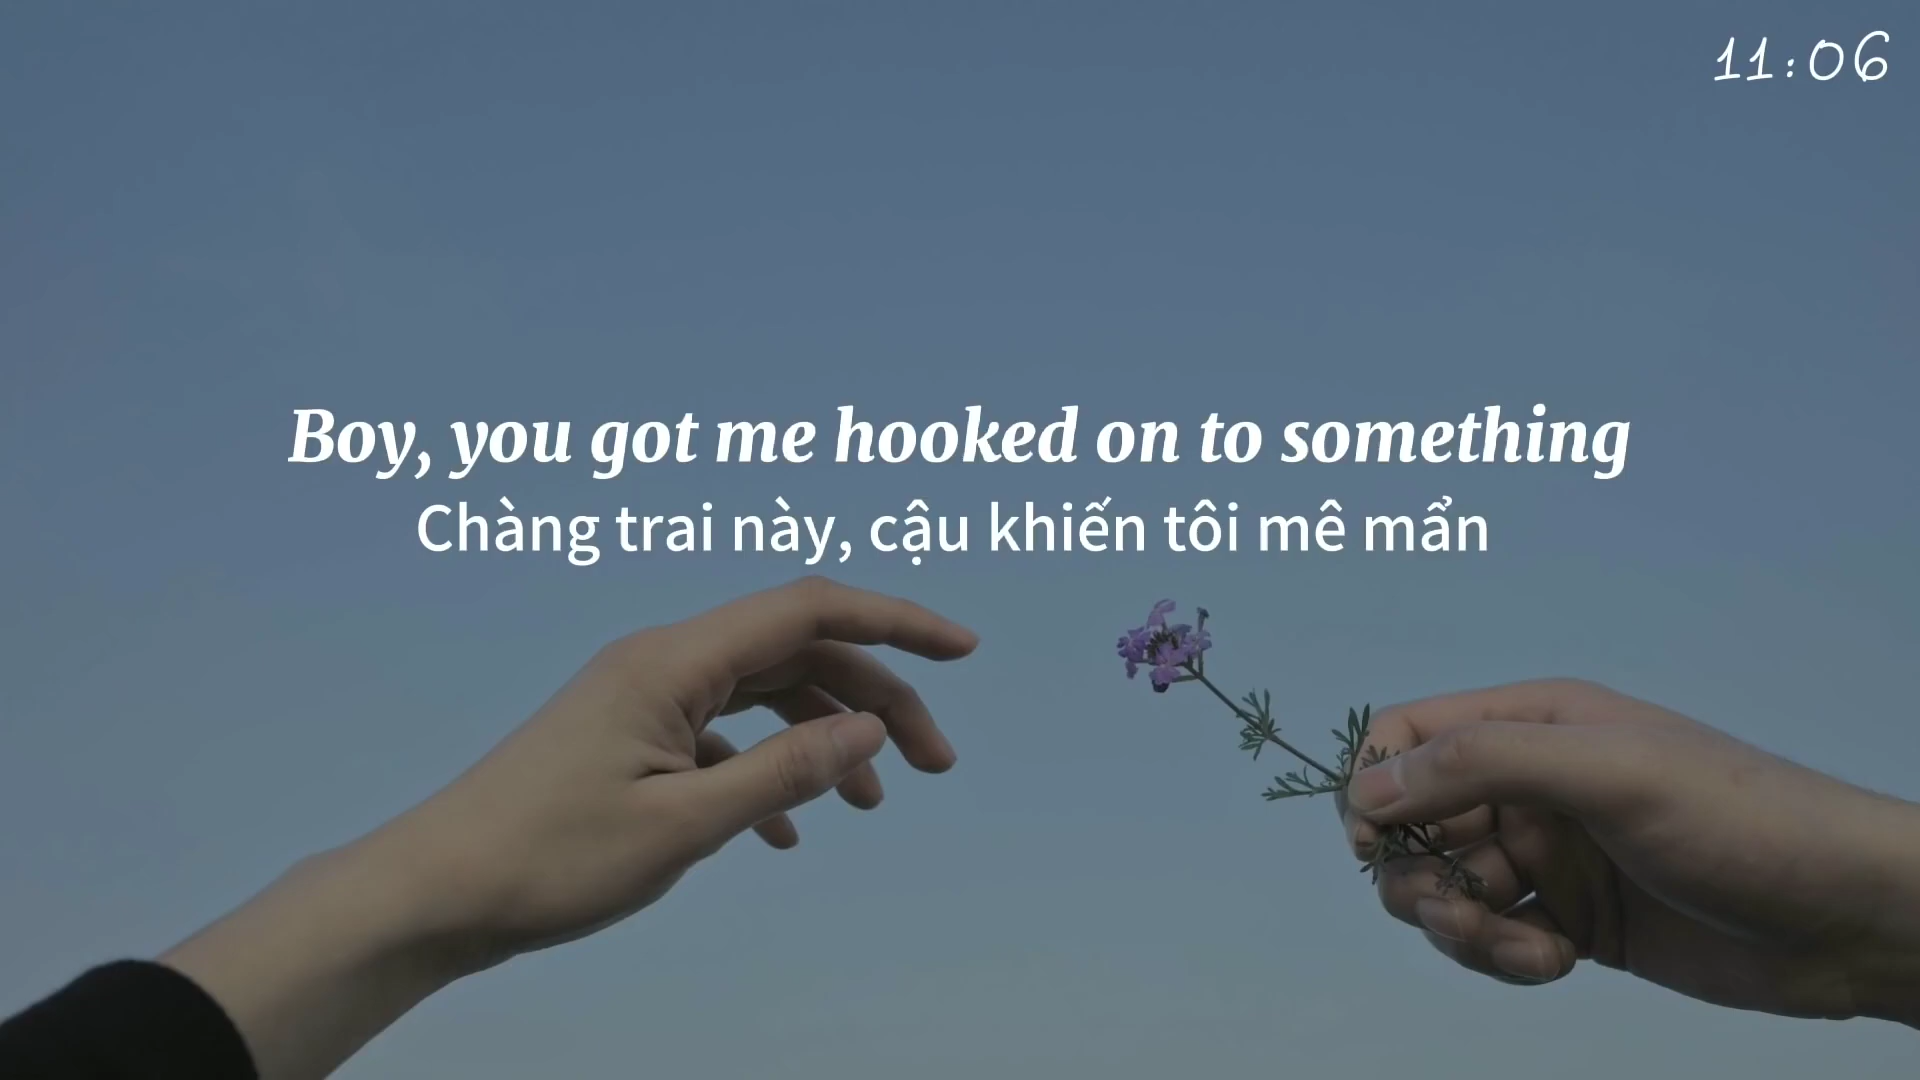 11:06
Boy, you got me hooked on to something
Chàng trai này, cậu khiến tôi mê mẩn